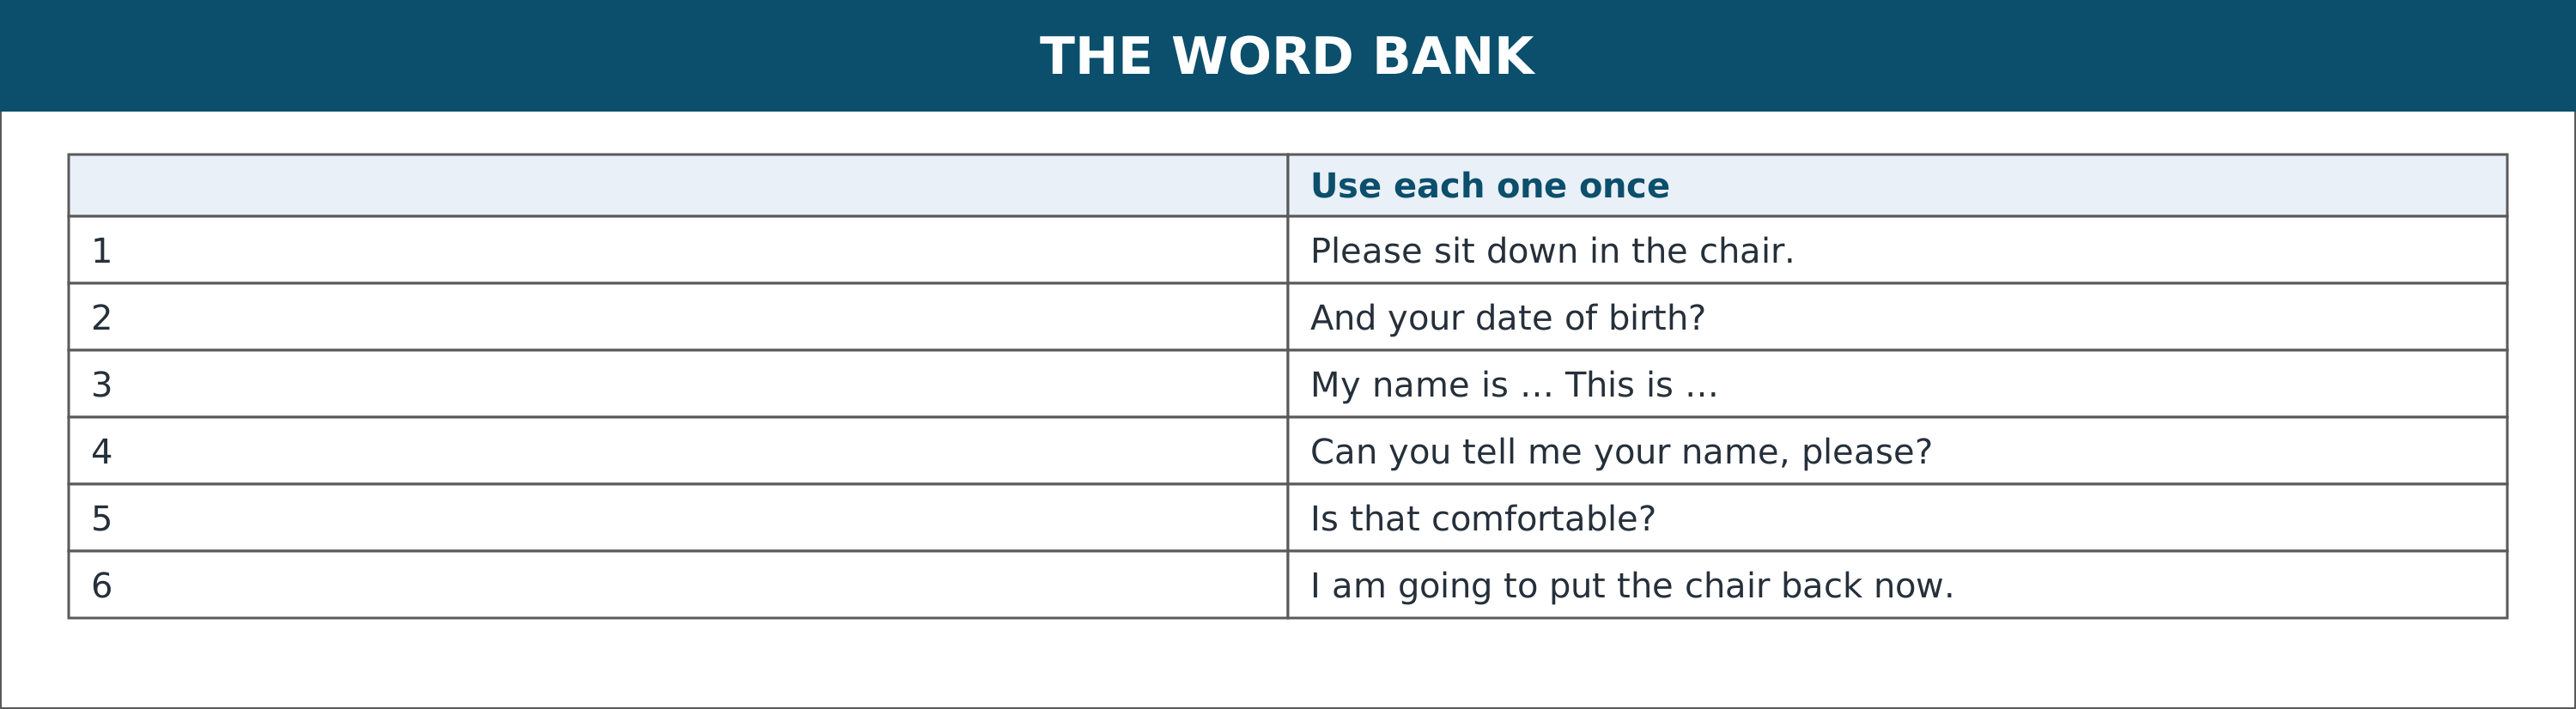 THE WORD BANK
Use each one once
1 Please sit down in the chair.
2 And your date of birth?
3 My name is ... This is ...
4 Can you tell me your name, please?
5 Is that comfortable?
6 I am going to put the chair back now.